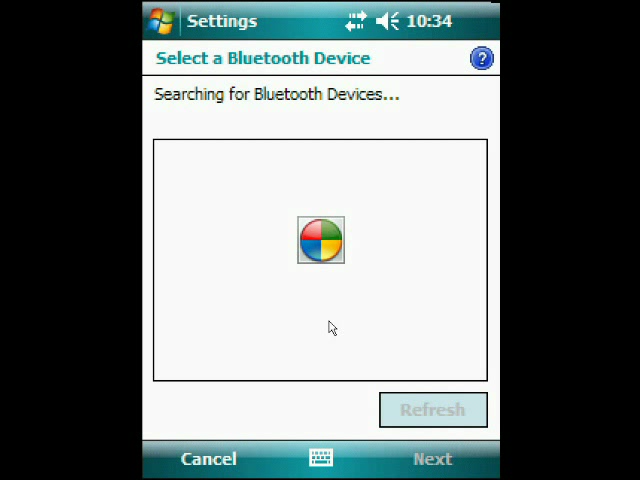 Settings 10:34
Select a Bluetooth Device ?
Searching for Bluetooth Devices...
Refresh
Cancel Next